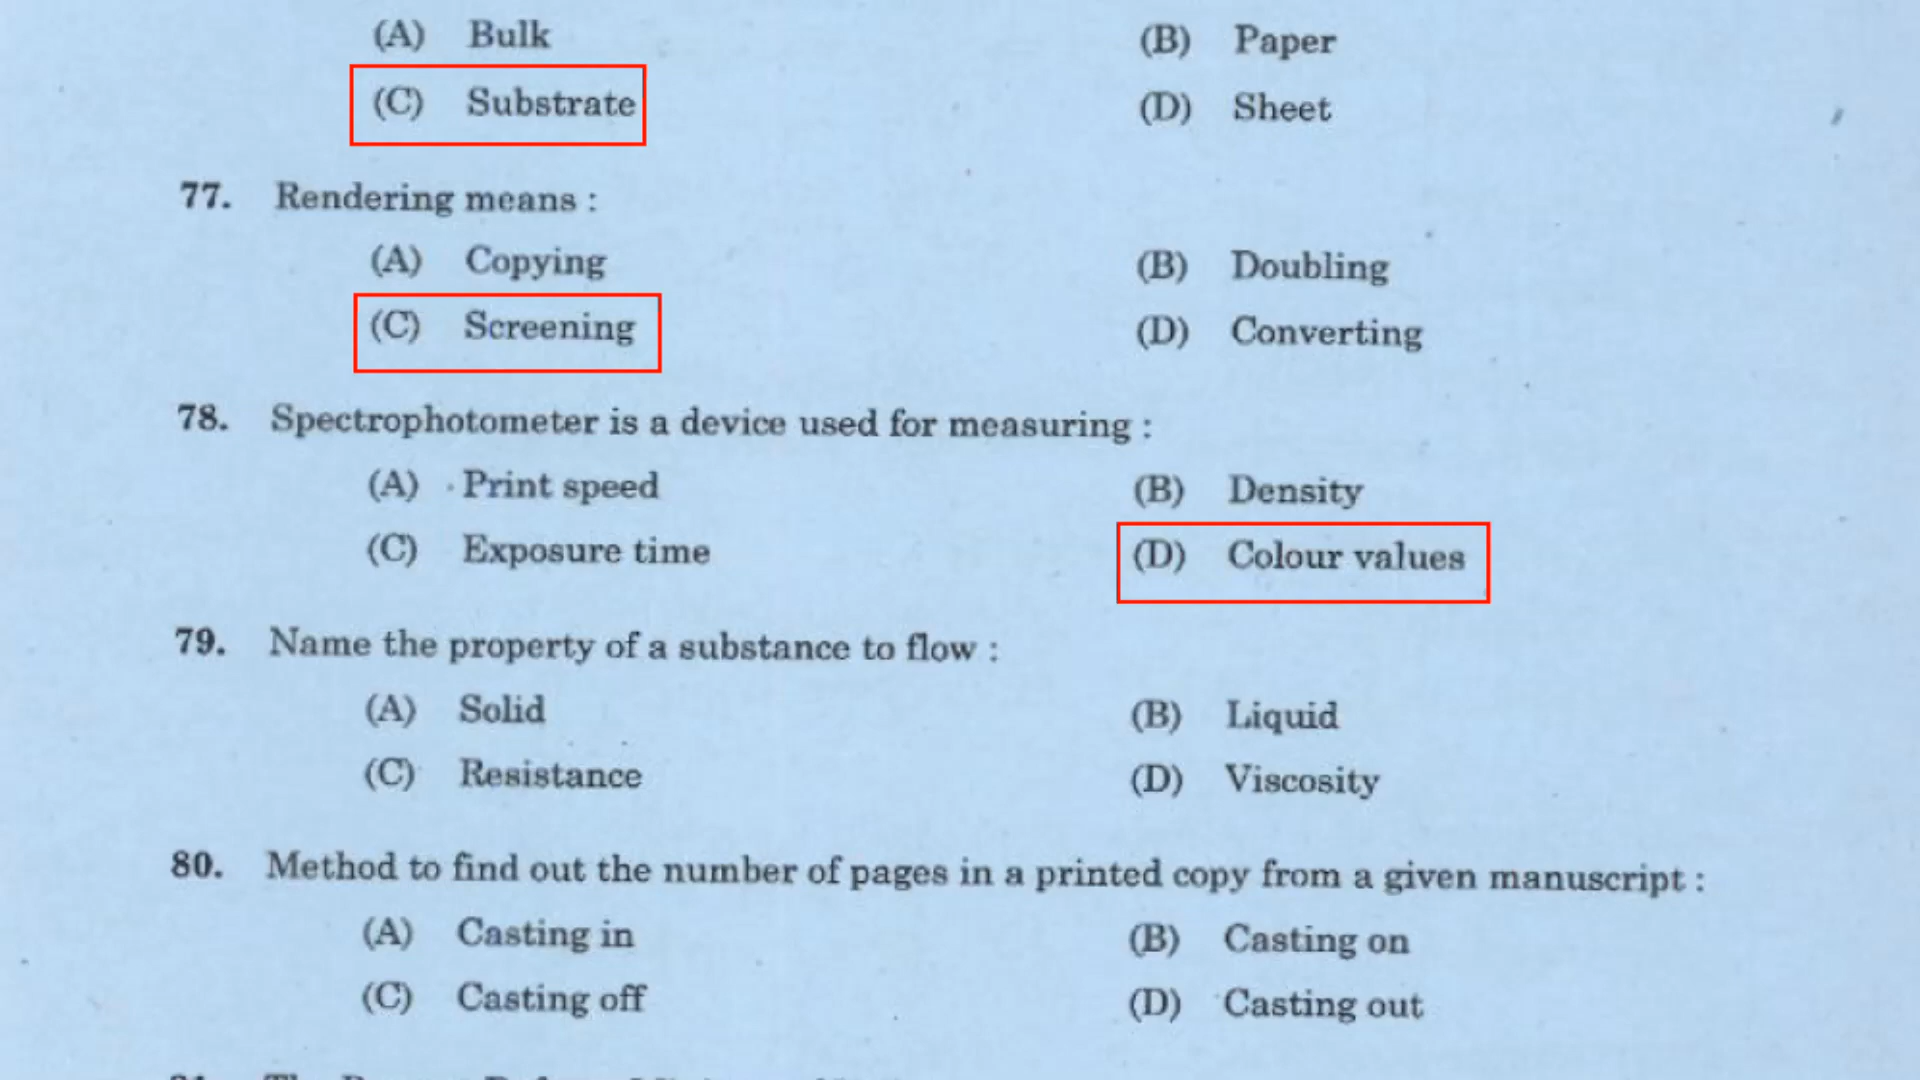 (A) Bulk (B) Paper
(C) Substrate (D) Sheet
77. Rendering means :
(A) Copying (B) Doubling
(C) Screening (D) Converting
78. Spectrophotometer is a device used for measuring :
(A) Print speed (B) Density
(C) Exposure time (D) Colour values
79. Name the property of a substance to flow :
(A) Solid (B) Liquid
(C) Resistance (D) Viscosity
80. Method to find out the number of pages in a printed copy from a given manuscript :
(A) Casting in (B) Casting on
(C) Casting off (D) Casting out